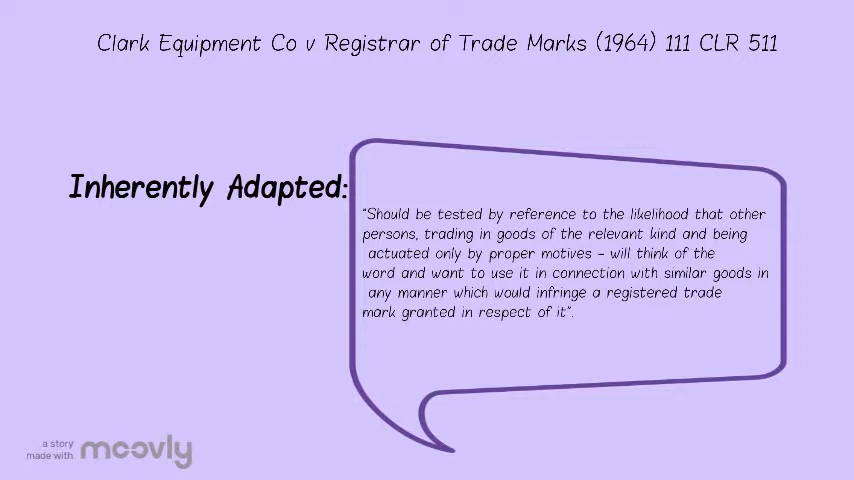 Clark Equipment Co v Registrar of Trade Marks (1964) 111 CLR 511
Inherently Adapted:
"Should be tested by reference to the likelihood that other
persons, trading in goods of the relevant kind and being
actuated only by proper motives – will think of the
word and want to use it in connection with similar goods in
any manner which would infringe a registered trade
mark granted in respect of it".
a story
made with moovly